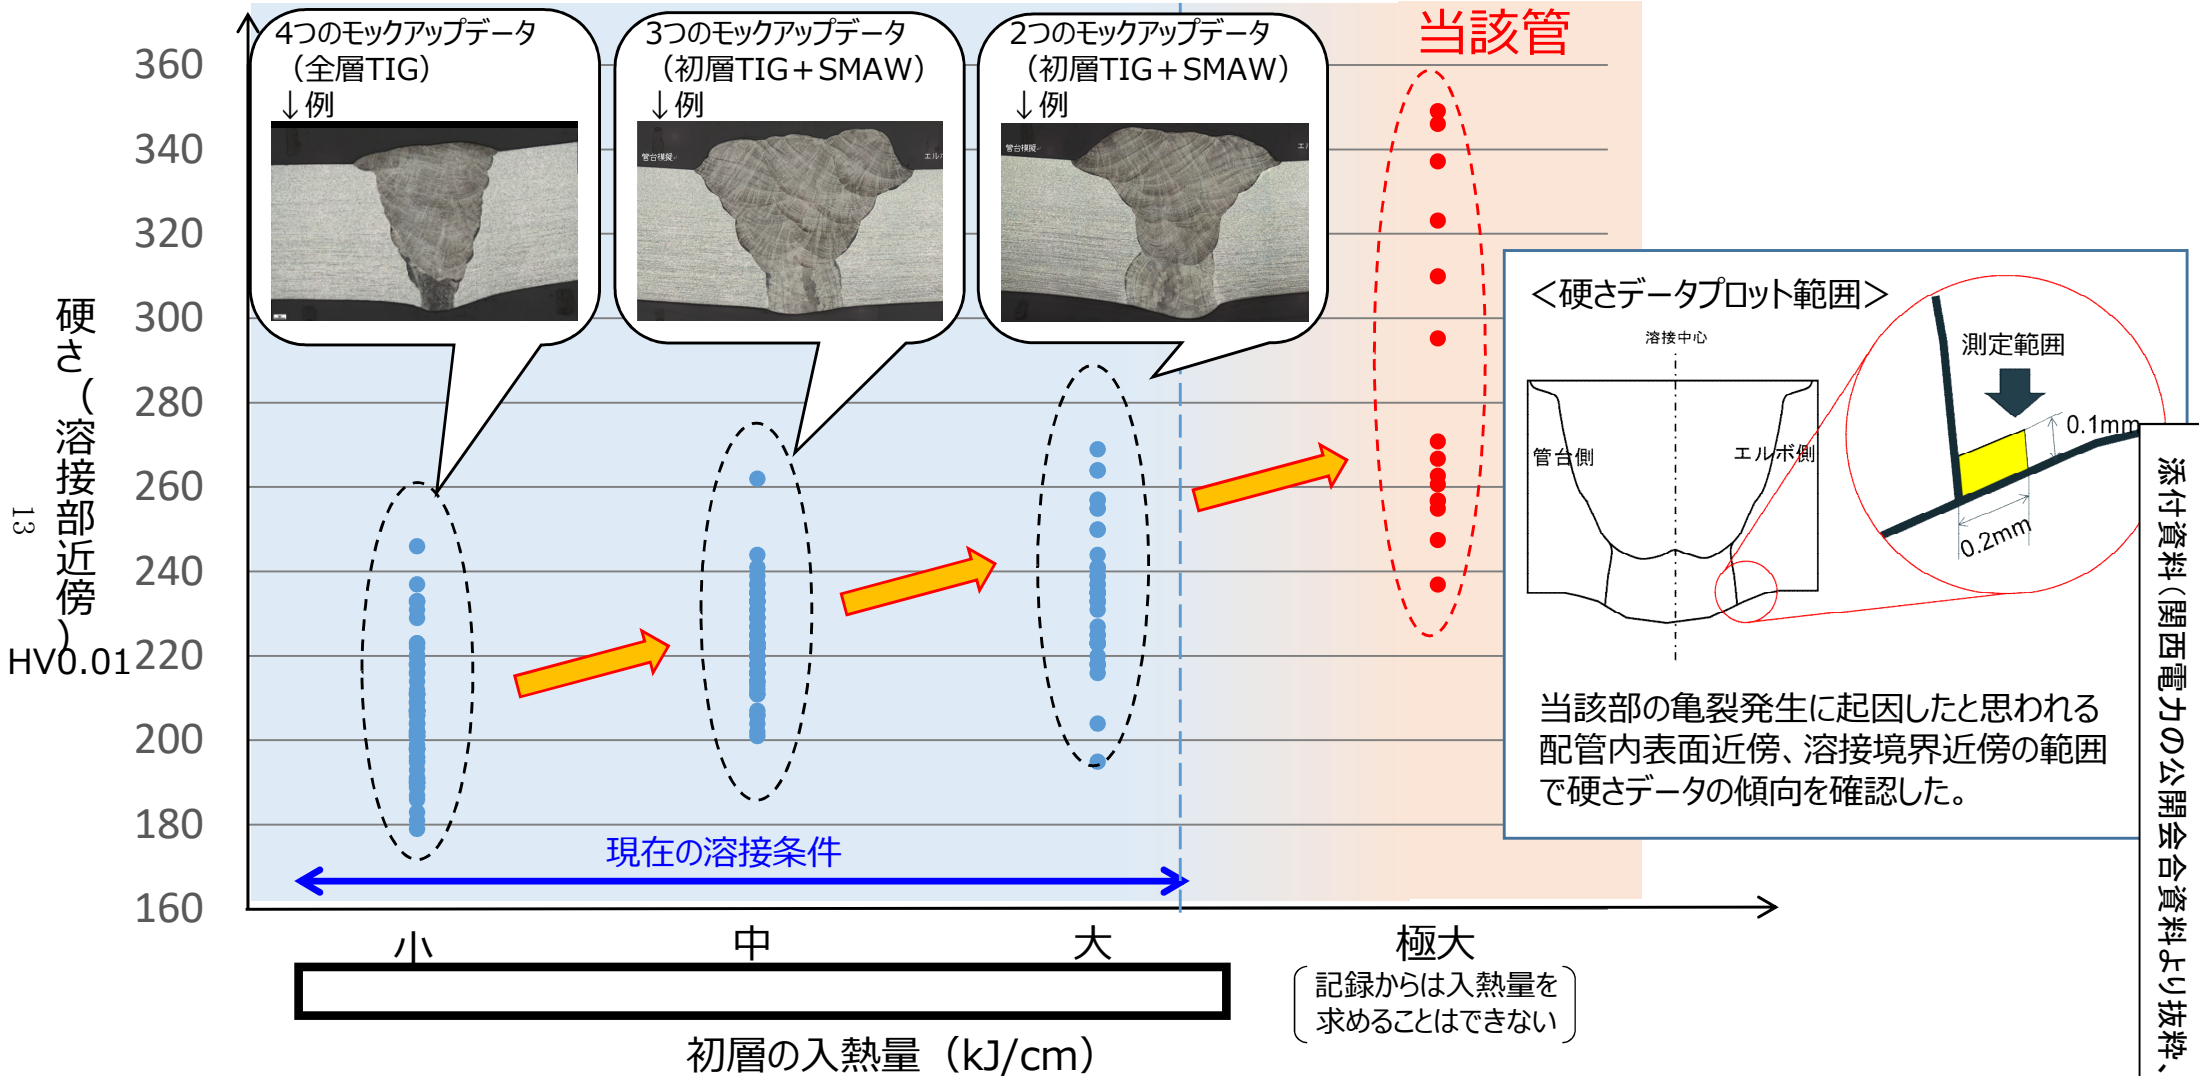 4つのモックアップデータ
（全層TIG）
↓例
3つのモックアップデータ
（初層TIG＋SMAW）
↓例
管台模擬
2つのモックアップデータ
（初層TIG＋SMAW）
↓例
管台模擬
当該管
360
340
320
300
280
260
240
220
200
180
160
硬さ（溶接部近傍）
HV0.01
13
現在の溶接条件
小
中
大
極大
記録からは入熱量を
求めることはできない
初層の入熱量（kJ/cm）
＜硬さデータプロット範囲＞
溶接中心
管台側
エルボ側
測定範囲
0.1mm
0.2mm
当該部の亀裂発生に起因したと思われる
配管内表面近傍、溶接境界近傍の範囲
で硬さデータの傾向を確認した。
添付資料（関西電力の公開会合資料より抜粋、